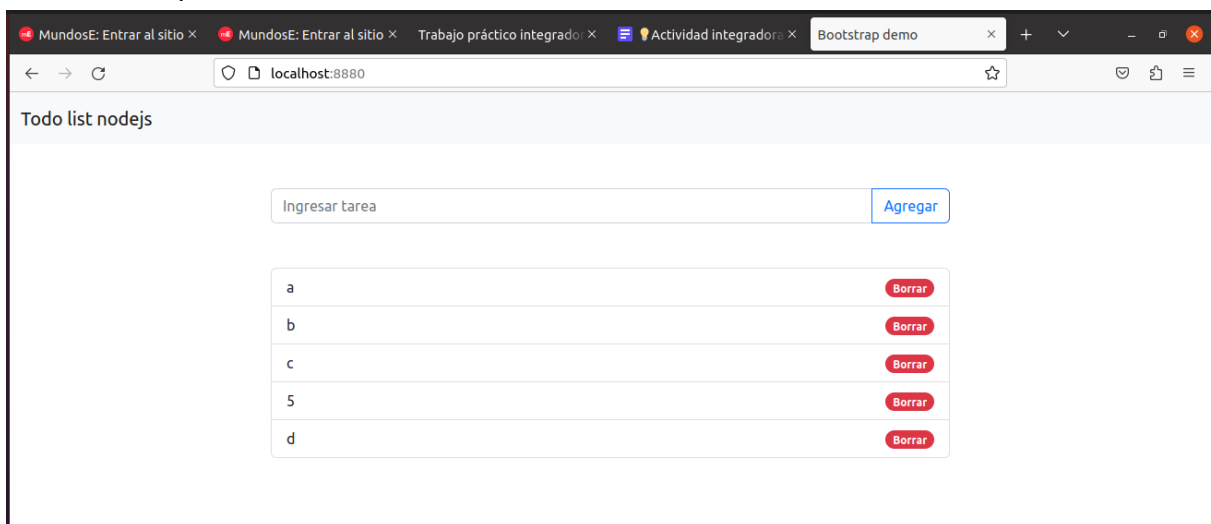 MundosE: Entrar al sitio MundosE: Entrar al sitio Trabajo práctico integrador Actividad integradora Bootstrap demo
localhost:8880
Todo list nodejs
Ingresar tarea Agregar
a Borrar
b Borrar
c Borrar
5 Borrar
d Borrar